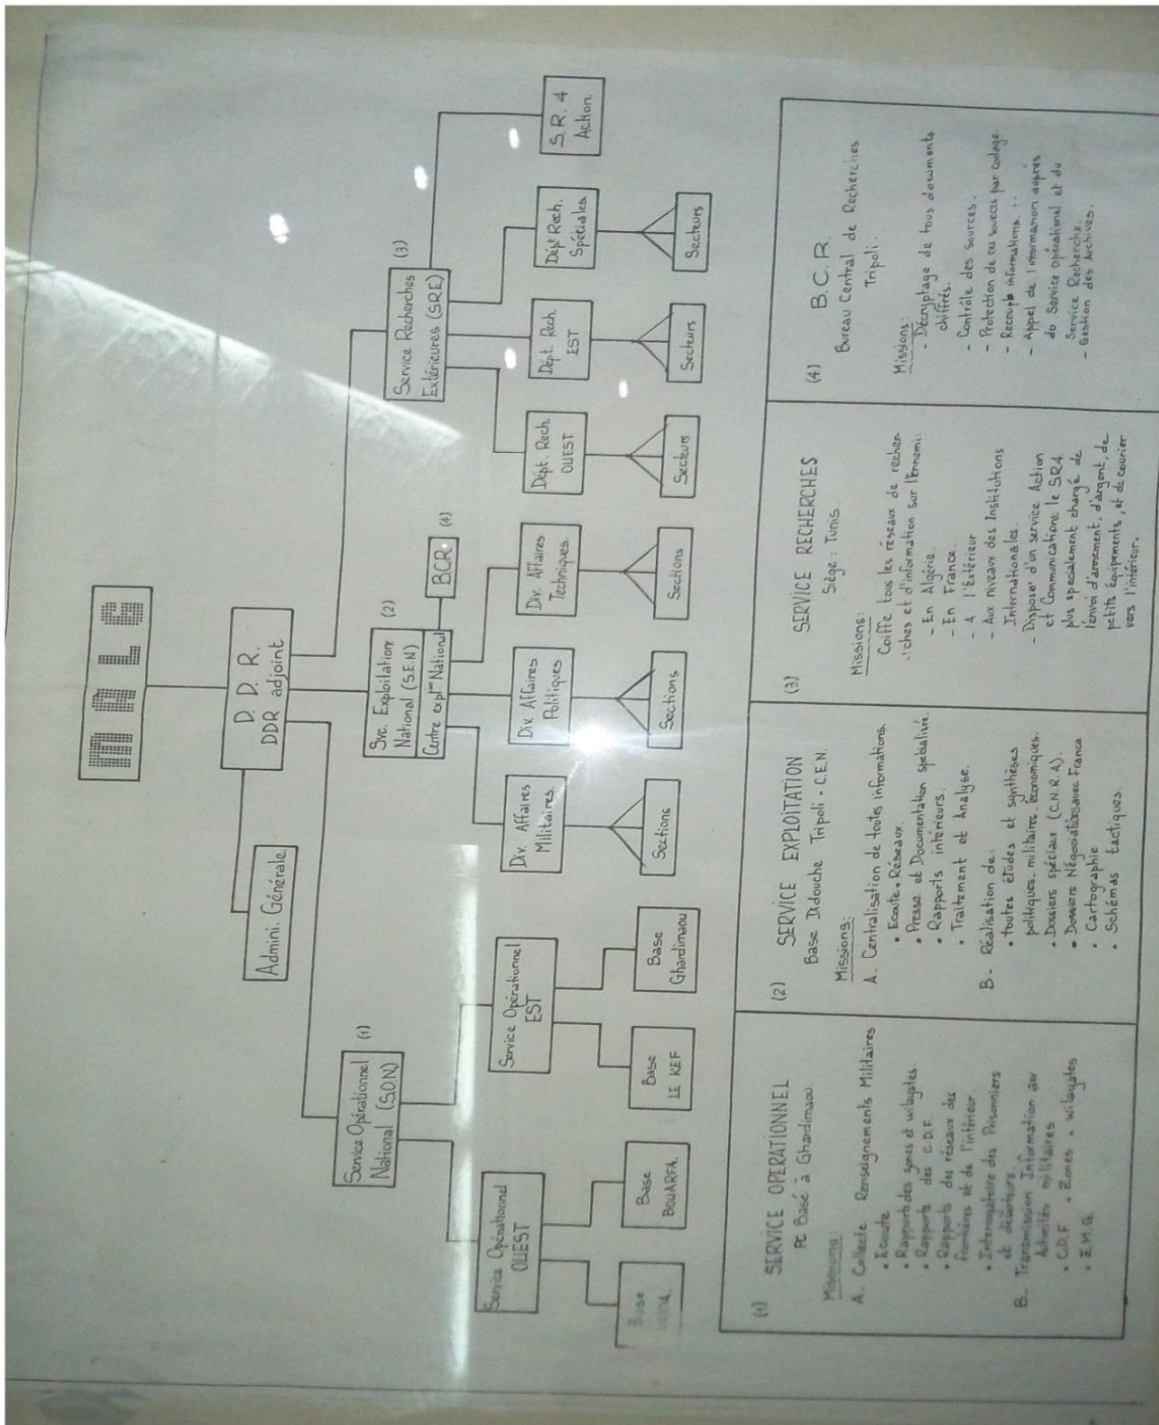 M A L G
D. D. R.
DDR adjoint
Admini. Générale
Service Opérationnel
National (S.O.N)
(1)
Svc. Exploitation
National (S.E.N)
Centre expl^on National
(2)
B.C.R.
(4)
Service Recherches
Extérieures (S.R.E)
(3)
Service Opérationnel
OUEST
Service Opérationnel
EST
Div. Affaires
Militaires.
Div. Affaires
Politiques
Div. Affaires
Techniques
Dépt. Rech.
OUEST
Dépt. Rech.
EST
Dépt Rech.
Spéciales
S. R. 4
Action.
Base
Base
BOUARFA.
Base
LE KEF
Base
Ghardimaou
Sections
Sections
Sections
Secteurs
Secteurs
Secteurs
(1) SERVICE OPERATIONNEL
PC Basé à Ghardimaou
Missions:
A. Collecte Renseignements Militaires
• Ecoute
• Rapports des zones et wilayates.
• Rapports des C.D.F.
• Rapports des réseaux des
frontières et de l'intérieur.
• Interrogatoire des Prisonniers
et déserteurs.
B. Transmission Information aux
Autorités militaires
• C.D.F • Zones • wilayates
• E.M.G.
(2) SERVICE EXPLOITATION
Base Didouche Tripoli - C.E.N.
Missions:
A. Centralisation de toutes informations.
• Ecoute • Réseaux.
• Presse et Documentation spécialisée.
• Rapports intérieurs.
• Traitement et Analyse.
B. Réalisation de:
• toutes études et synthèses
politiques. militaires. économiques.
• Dossiers spéciaux (C.N.R.A).
• Dossiers Négociations avec France
• Cartographie
• Schémas tactiques.
(3) SERVICE RECHERCHES
Siège: Tunis
Missions:
Coiffe tous les réseaux de recher
-ches et d'information sur l'Ennemi:
- En Algérie.
- En France.
- A l'Extérieur
- Aux niveaux des Institutions
Internationales.
- Dispose d'un service Action
et Communications: le SR4.
plus spécialement chargé de
l'envoi d'armement, d'argent, de
petits équipements, et de courier
vers l'intérieur.
(4) B.C.R.
Bureau Central de Recherches
Tripoli.
Missions:
- Décryptage de tous documents
chiffrés.
- Contrôle des sources.
- Protection de ces sources par codage
- Recoupe informations...
- Appel de l'information auprès
du Service opérational et du
Service Recherche.
- Gestion des Archives.